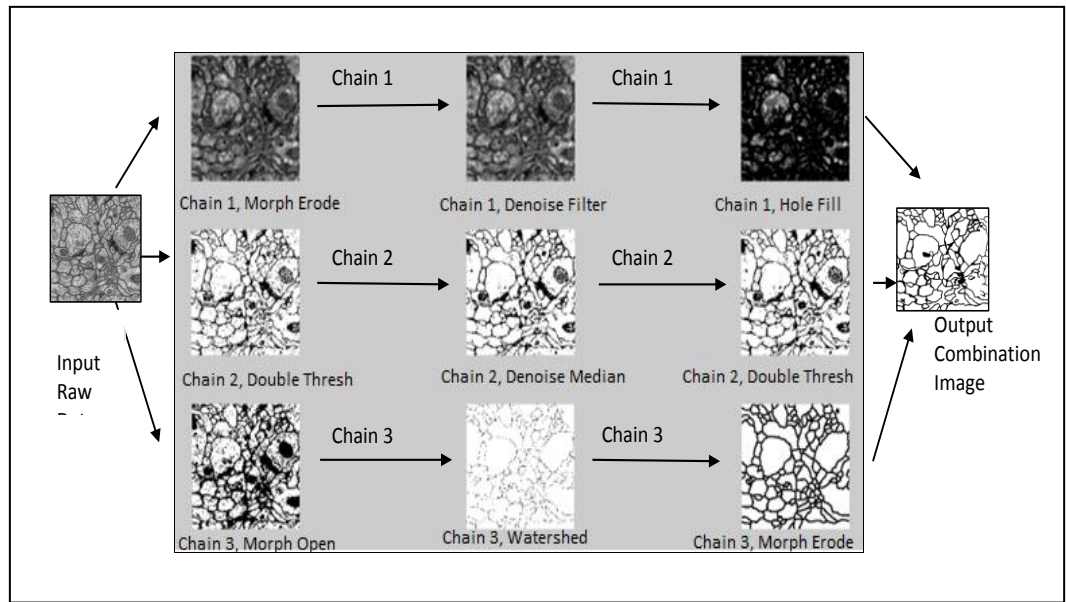 Chain 1
Chain 1
Chain 1, Morph Erode
Chain 1, Denoise Filter
Chain 1, Hole Fill
Chain 2
Chain 2
Input
Raw
Chain 2, Double Thresh
Chain 2, Denoise Median
Chain 2, Double Thresh
Output
Combination
Image
Chain 3
Chain 3
Chain 3, Morph Open
Chain 3, Watershed
Chain 3, Morph Erode